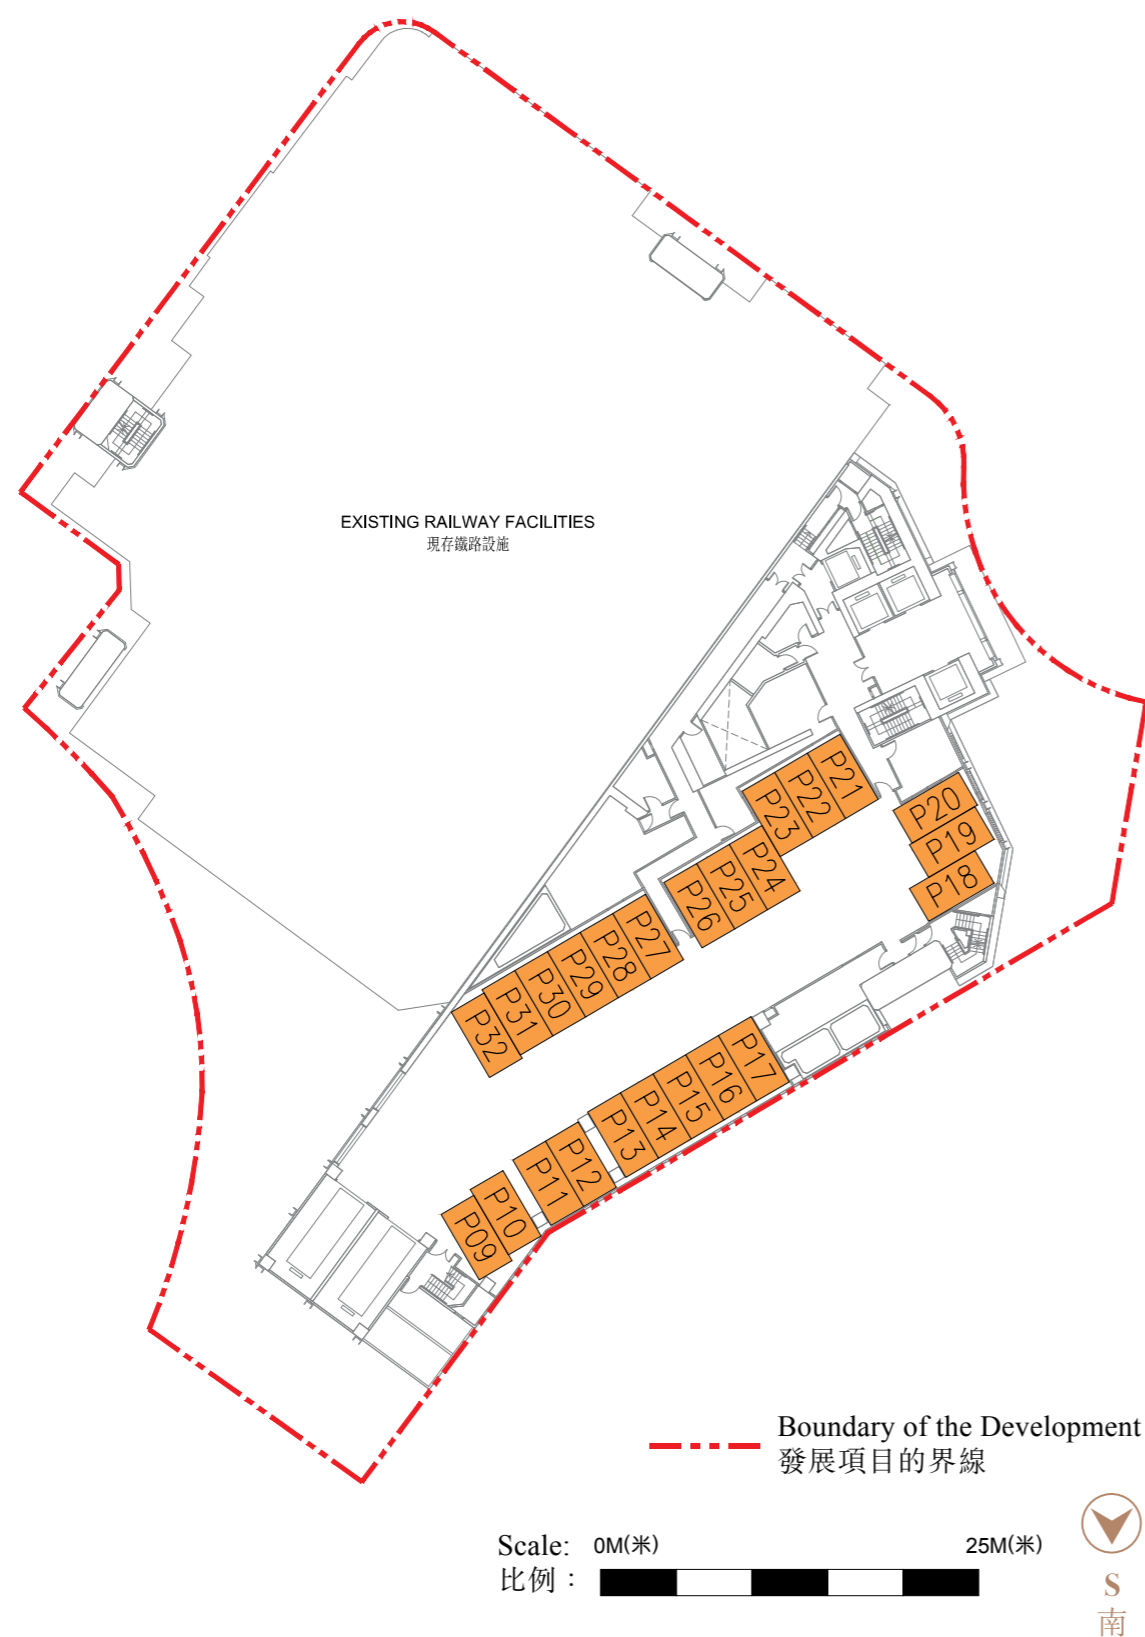 EXISTING RAILWAY FACILITIES
現存鐵路設施
P21
P22
P23
P20
P19
P18
P24
P25
P26
P27
P28
P29
P30
P31
P32
P17
P16
P15
P14
P13
P12
P11
P10
P09
Boundary of the Development
發展項目的界線
Scale: 0M(米) 25M(米)
比例：
S
南